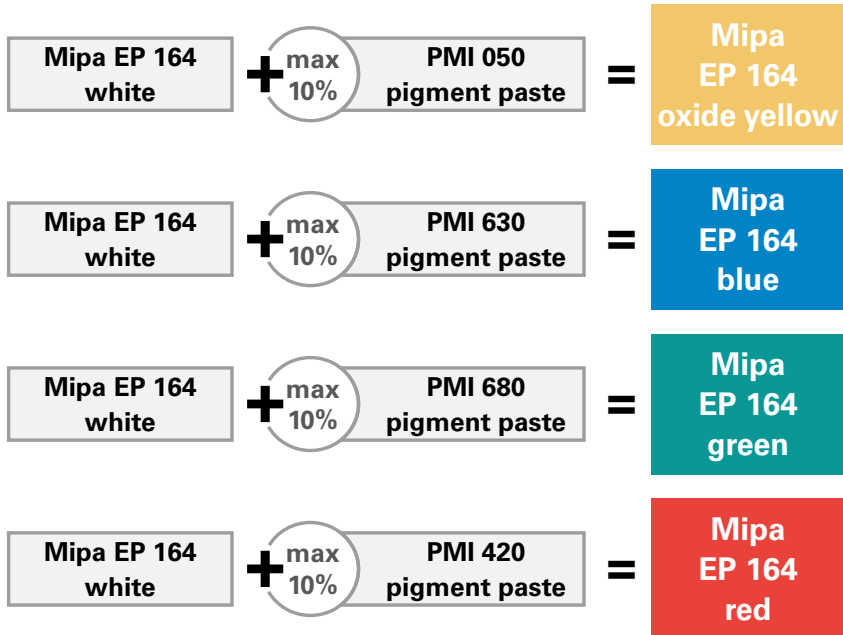 Mipa EP 164
white
+
max
10%
PMI 050
pigment paste
=
Mipa
EP 164
oxide yellow
Mipa EP 164
white
+
max
10%
PMI 630
pigment paste
=
Mipa
EP 164
blue
Mipa EP 164
white
+
max
10%
PMI 680
pigment paste
=
Mipa
EP 164
green
Mipa EP 164
white
+
max
10%
PMI 420
pigment paste
=
Mipa
EP 164
red